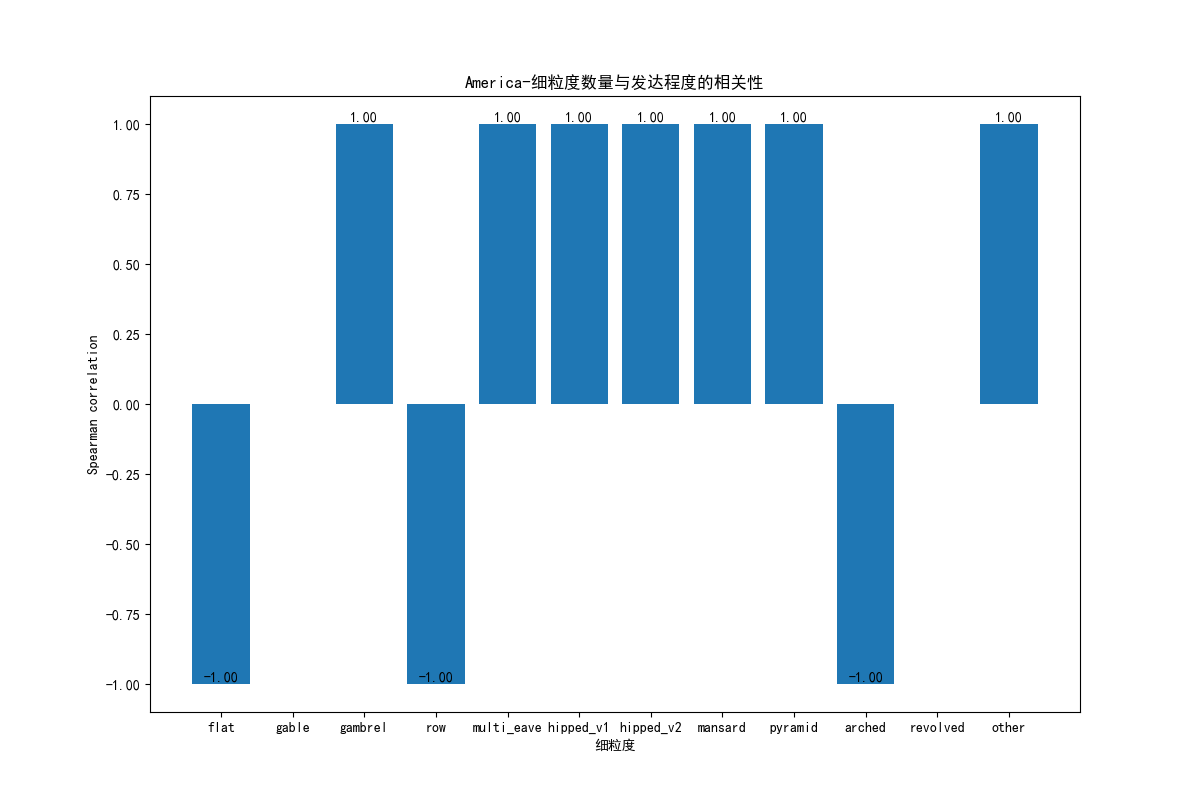 America-细粒度数量与发达程度的相关性
Spearman correlation
1.00
0.75
0.50
0.25
0.00
−0.25
−0.50
−0.75
−1.00
1.00 1.00 1.00 1.00 1.00 1.00 1.00
−1.00 −1.00 −1.00
flat gable gambrel row multi_eave hipped_v1 hipped_v2 mansard pyramid arched revolved other
细粒度